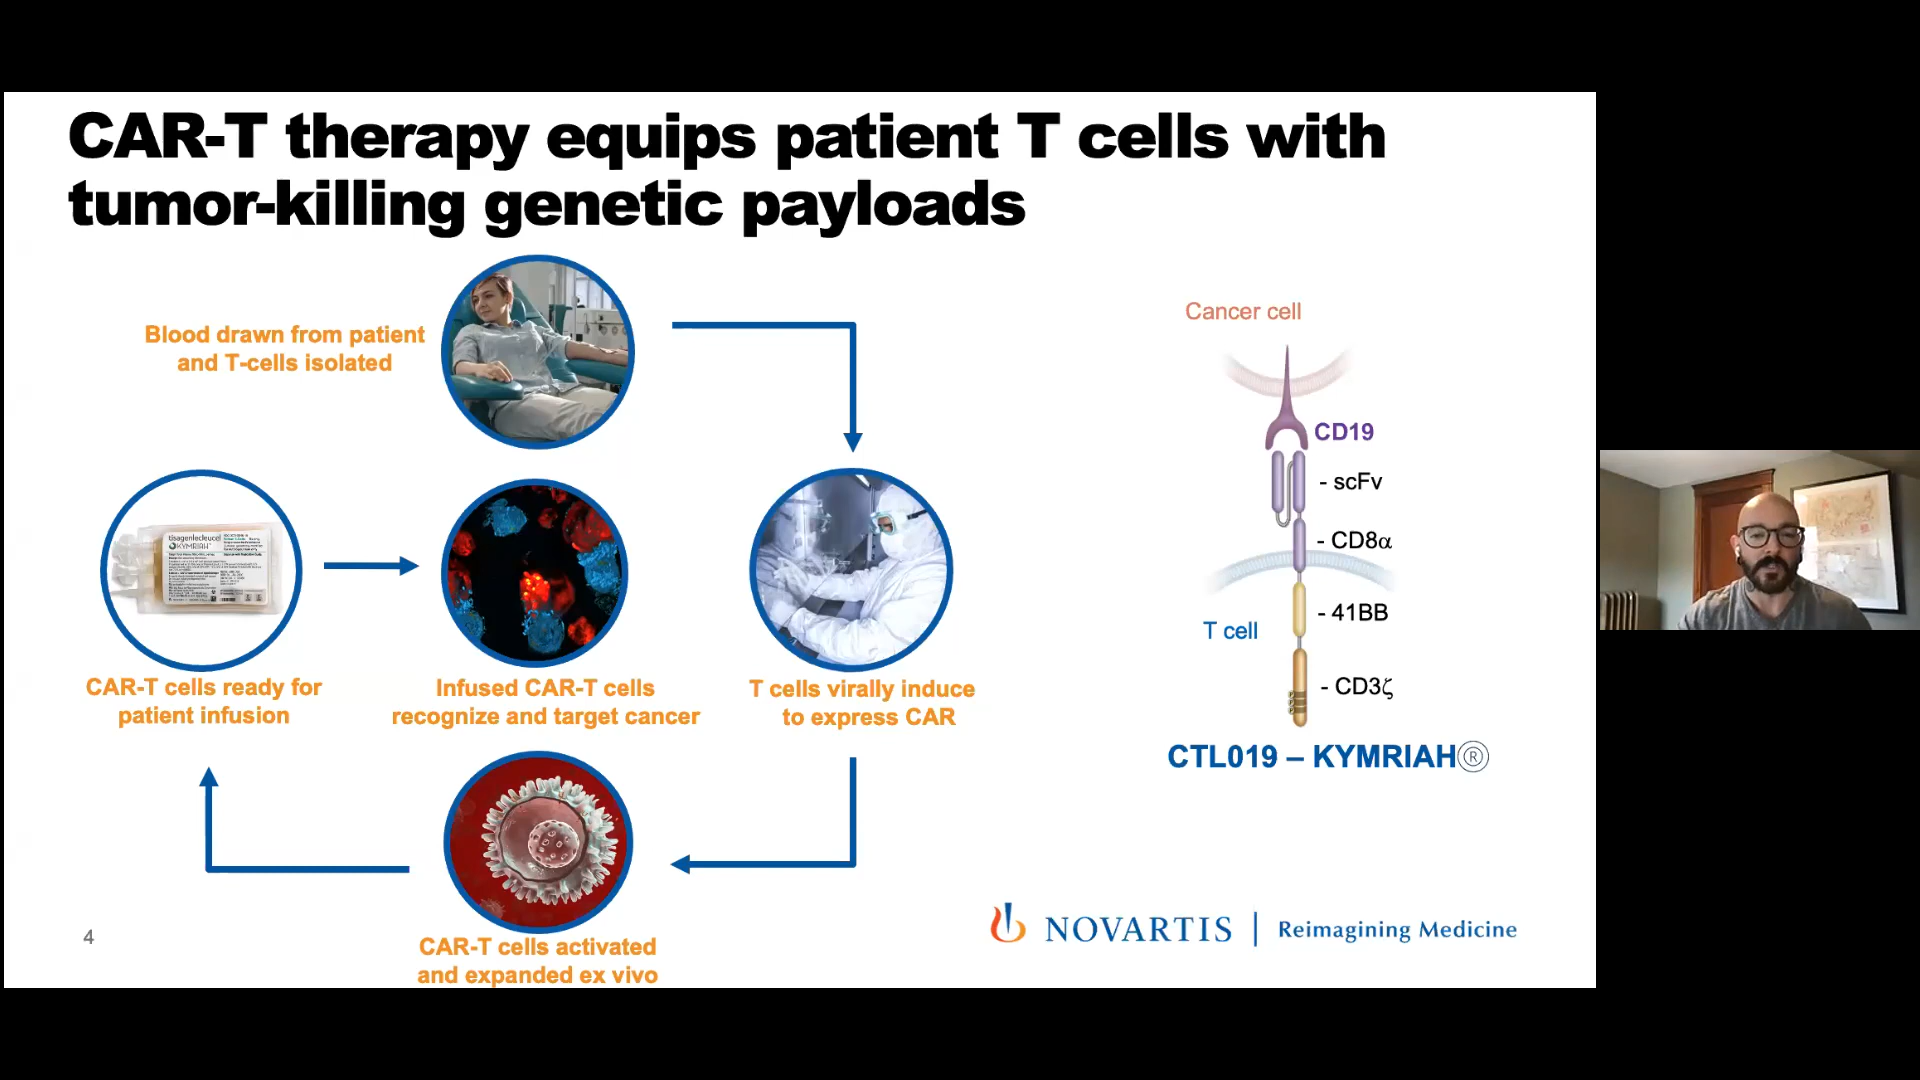 CAR-T therapy equips patient T cells with
tumor-killing genetic payloads
Blood drawn from patient
and T-cells isolated
tisagenlecleucel
KYMRIAH
CAR-T cells ready for
patient infusion
Infused CAR-T cells
recognize and target cancer
T cells virally induce
to express CAR
CAR-T cells activated
and expanded ex vivo
Cancer cell
CD19
- scFv
- CD8α
- 41BB
T cell
- CD3ζ
CTL019 – KYMRIAH®
4
NOVARTIS | Reimagining Medicine